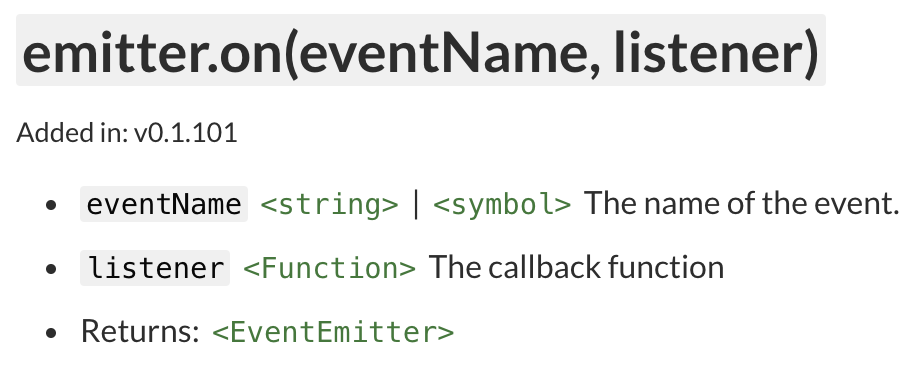 emitter.on(eventName, listener)
Added in: v0.1.101
• eventName <string> | <symbol> The name of the event.
• listener <Function> The callback function
• Returns: <EventEmitter>